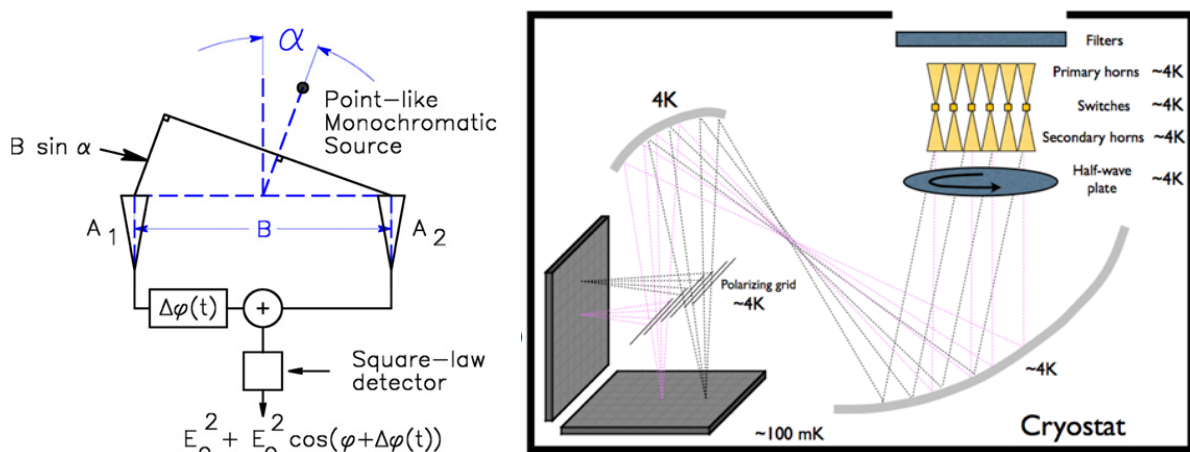 α
Point-like
Monochromatic
Source
B sin α
A1
B
A2
Δφ(t)
+
Square-law
detector
E₀² + E₀² cos(φ+Δφ(t))
Filters
Primary horns ~4K
Switches ~4K
Secondary horns ~4K
Half-wave
plate
~4K
4K
Polarizing grid
~4K
~4K
~100 mK
Cryostat